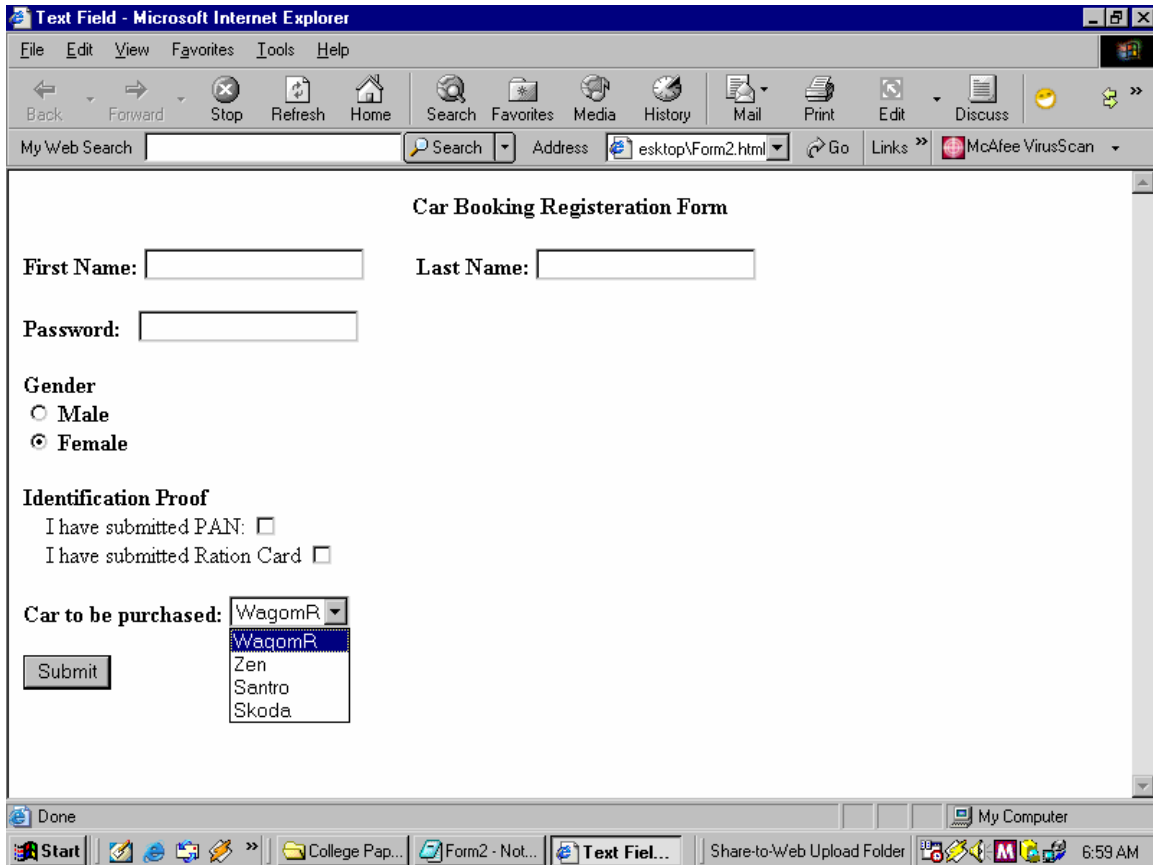 Text Field - Microsoft Internet Explorer
File Edit View Favorites Tools Help
Back Forward Stop Refresh Home Search Favorites Media History Mail Print Edit Discuss »
My Web Search Search Address esktop\Form2.html Go Links » McAfee VirusScan
Car Booking Registeration Form
First Name: Last Name:
Password:
Gender
Male
Female
Identification Proof
I have submitted PAN:
I have submitted Ration Card
Car to be purchased: WagomR
WagomR
Zen
Santro
Skoda
Submit
Done My Computer
Start » College Pap... Form2 - Not... Text Fiel... Share-to-Web Upload Folder 6:59 AM